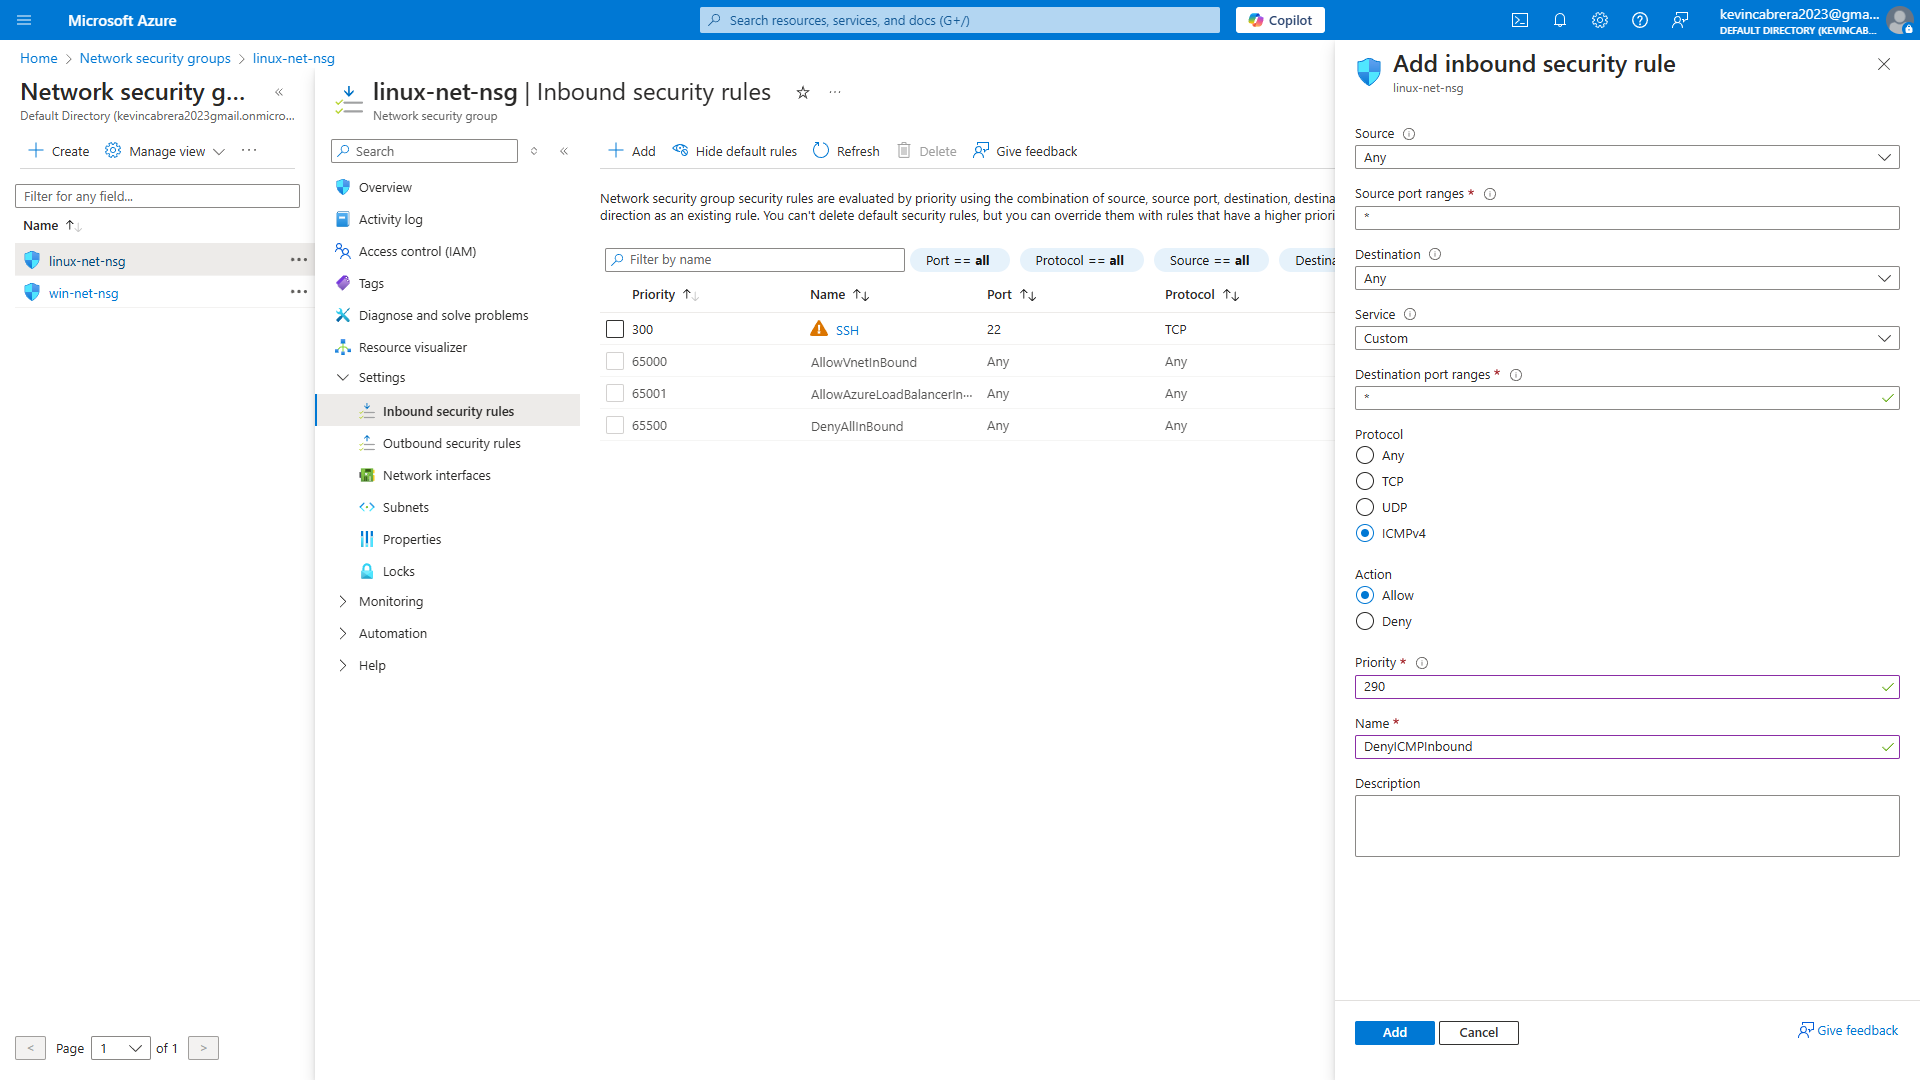 Microsoft Azure
Search resources, services, and docs (G+/)
Copilot
kevincabrera2023@gma...
DEFAULT DIRECTORY (KEVINCAB...
Home > Network security groups > linux-net-nsg
Network security g...
Default Directory (kevincabrera2023gmail.onmicro...
Create
Manage view
Filter for any field...
Name
linux-net-nsg
win-net-nsg
< Page 1 of 1 >
linux-net-nsg | Inbound security rules
Network security group
Search
Overview
Activity log
Access control (IAM)
Tags
Diagnose and solve problems
Resource visualizer
Settings
Inbound security rules
Outbound security rules
Network interfaces
Subnets
Properties
Locks
Monitoring
Automation
Help
Add
Hide default rules
Refresh
Delete
Give feedback
Network security group security rules are evaluated by priority using the combination of source, source port, destination, destina
direction as an existing rule. You can't delete default security rules, but you can override them with rules that have a higher priori
Filter by name
Port == all
Protocol == all
Source == all
Destina
Priority Name Port Protocol
300 SSH 22 TCP
65000 AllowVnetInBound Any Any
65001 AllowAzureLoadBalancerIn... Any Any
65500 DenyAllInBound Any Any
Add inbound security rule
linux-net-nsg
Source
Any
Source port ranges *
*
Destination
Any
Service
Custom
Destination port ranges *
*
Protocol
Any
TCP
UDP
ICMPv4
Action
Allow
Deny
Priority *
290
Name *
DenyICMPInbound
Description
Add
Cancel
Give feedback